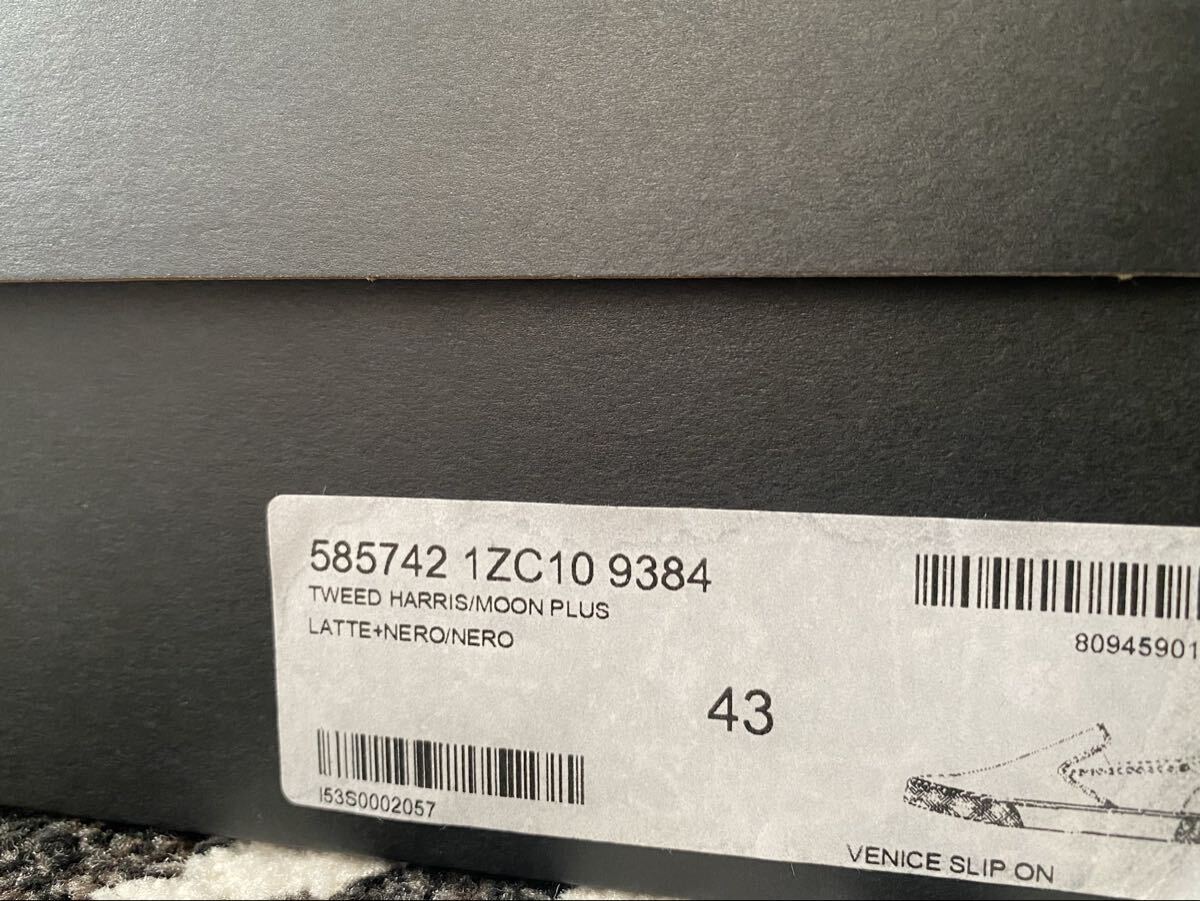 585742 1ZC10 9384
TWEED HARRIS/MOON PLUS
LATTE+NERO/NERO
80945901
43
I53S0002057
VENICE SLIP ON